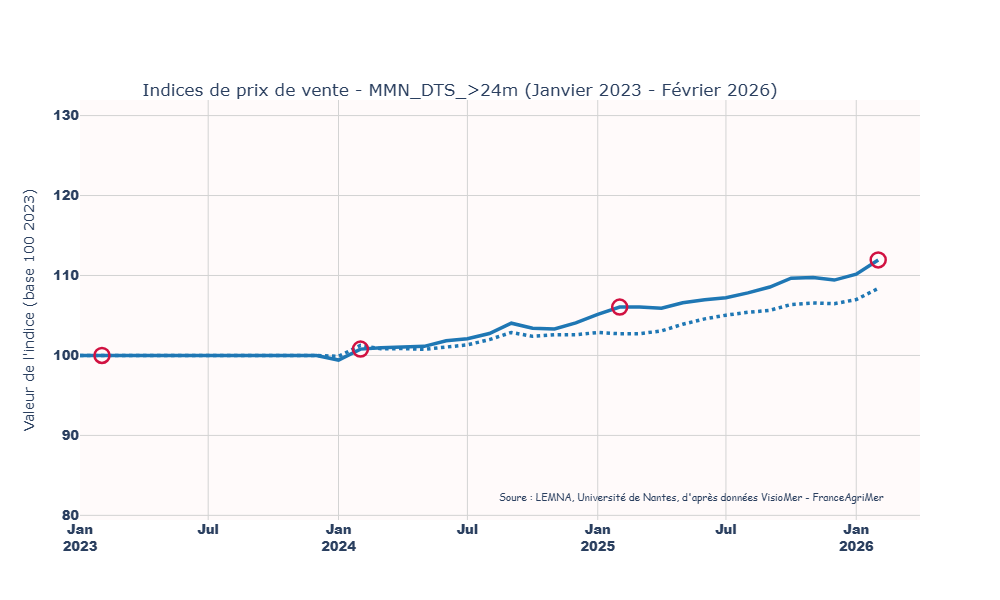 Indices de prix de vente - MMN_DTS_>24m (Janvier 2023 - Février 2026)
Valeur de l'Indice (base 100 2023)
130
120
110
100
90
80
Soure : LEMNA, Université de Nantes, d'après données VisioMer - FranceAgriMer
Jan Jul Jan Jul Jan Jul Jan
2023 2024 2025 2026